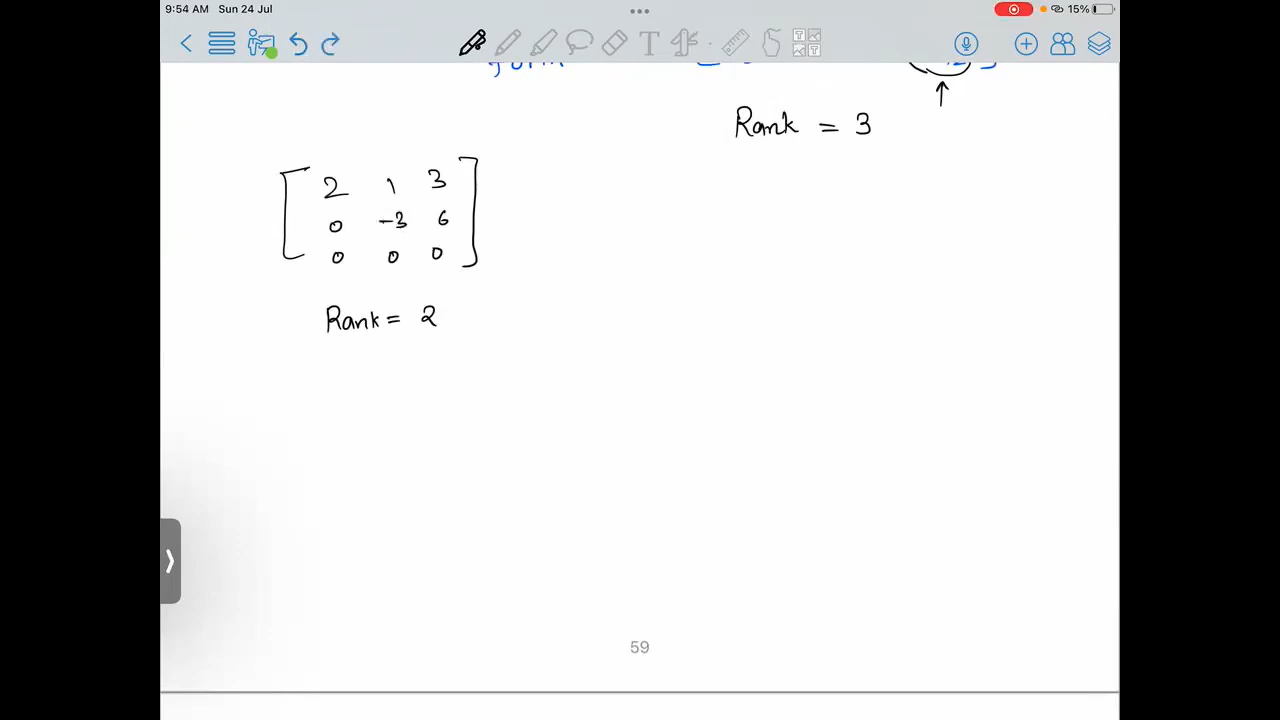 9:54 AM Sun 24 Jul
15%
T
form
Rank = 3
2 1 3
0 -3 6
0 0 0
Rank = 2
59